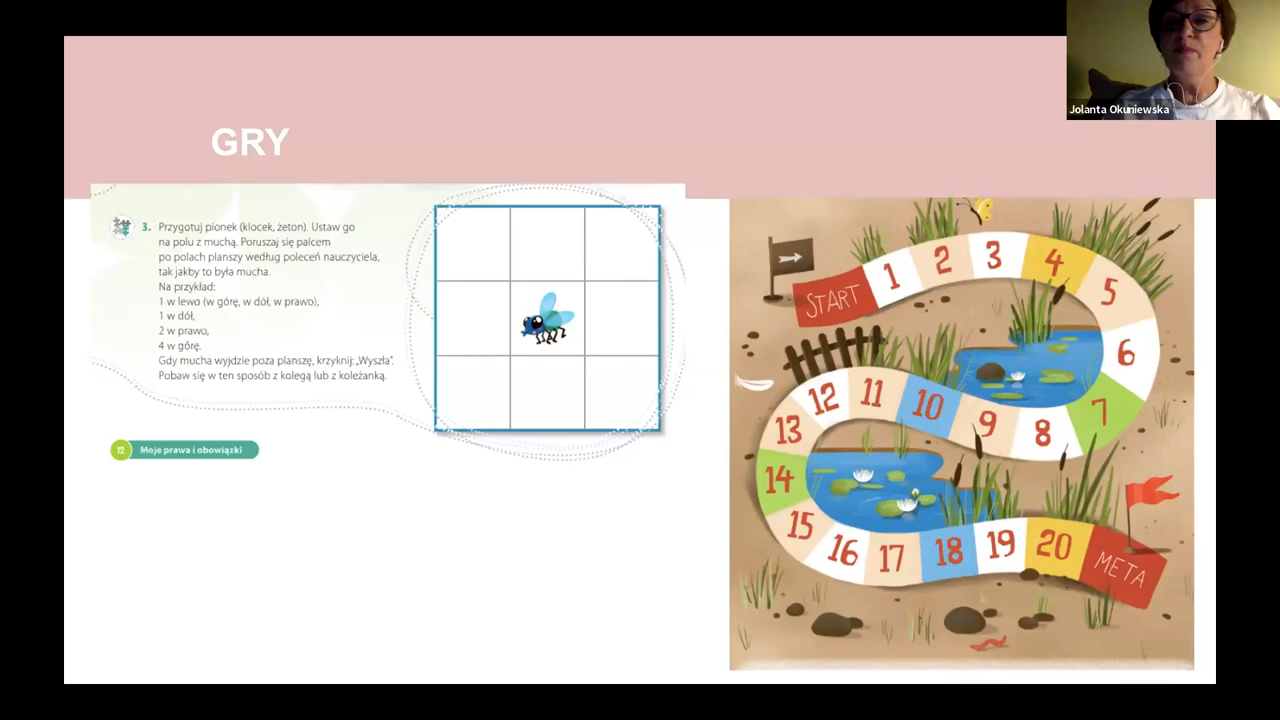 Jolanta Okuniewska
GRY
3. Przygotuj pionek (klocek, żeton). Ustaw go
na polu z muchą. Poruszaj się palcem
po polach planszy według poleceń nauczyciela,
tak jakby to była mucha.
Na przykład:
1 w lewo (w górę, w dół, w prawo),
1 w dół,
2 w prawo,
4 w górę.
Gdy mucha wyjdzie poza planszę, krzyknij: „Wyszła".
Pobaw się w ten sposób z kolegą lub z koleżanką.
12 Moje prawa i obowiązki
START
1
2
3
4
5
6
7
8
9
10
11
12
13
14
15
16
17
18
19
20
META